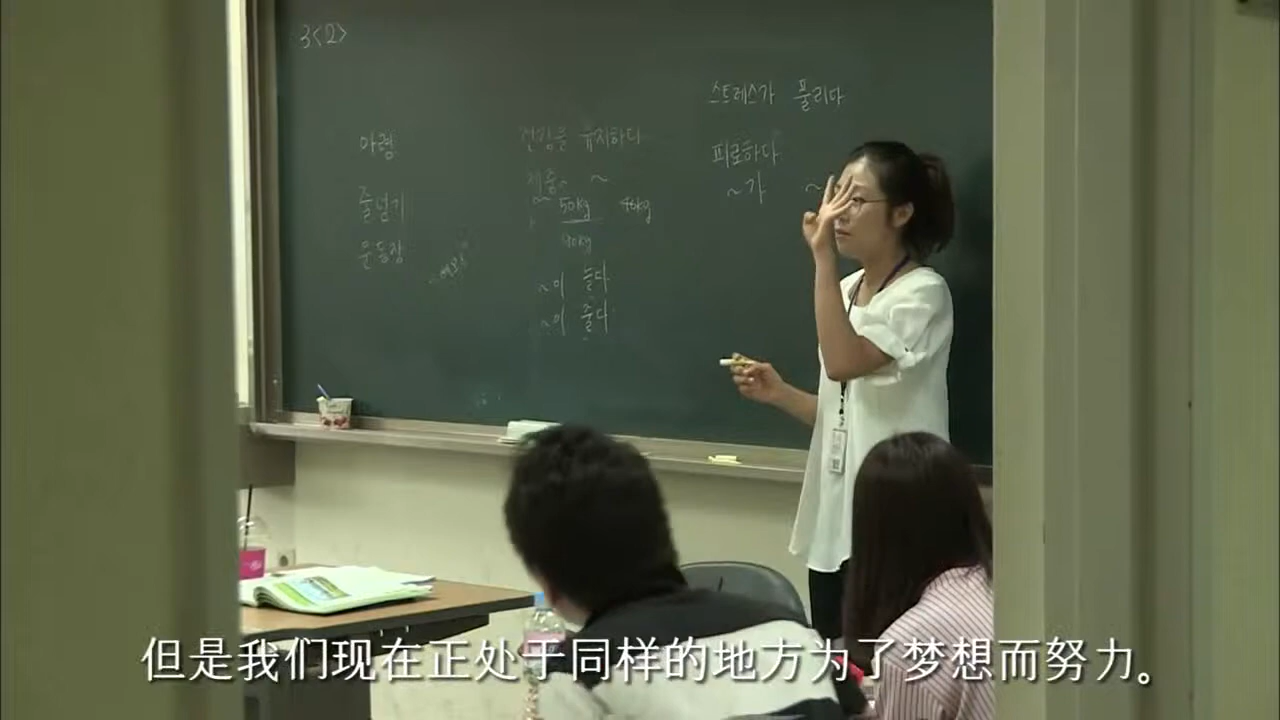 3<2>
아령
줄넘기
운동장
건강을 유지하다
체중
~
50kg
~이 늘다
~이 줄다
스트레스가 풀리다
피로하다
~가 ~
但是我们现在正处于同样的地方为了梦想而努力。